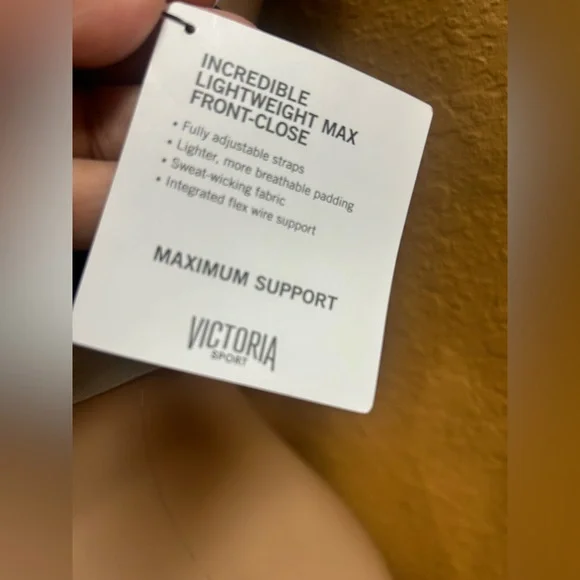 INCREDIBLE
LIGHTWEIGHT MAX
FRONT-CLOSE
• Fully adjustable straps
• Lighter, more breathable padding
• Sweat-wicking fabric
• Integrated flex wire support
MAXIMUM SUPPORT
VICTORIA
SPORT